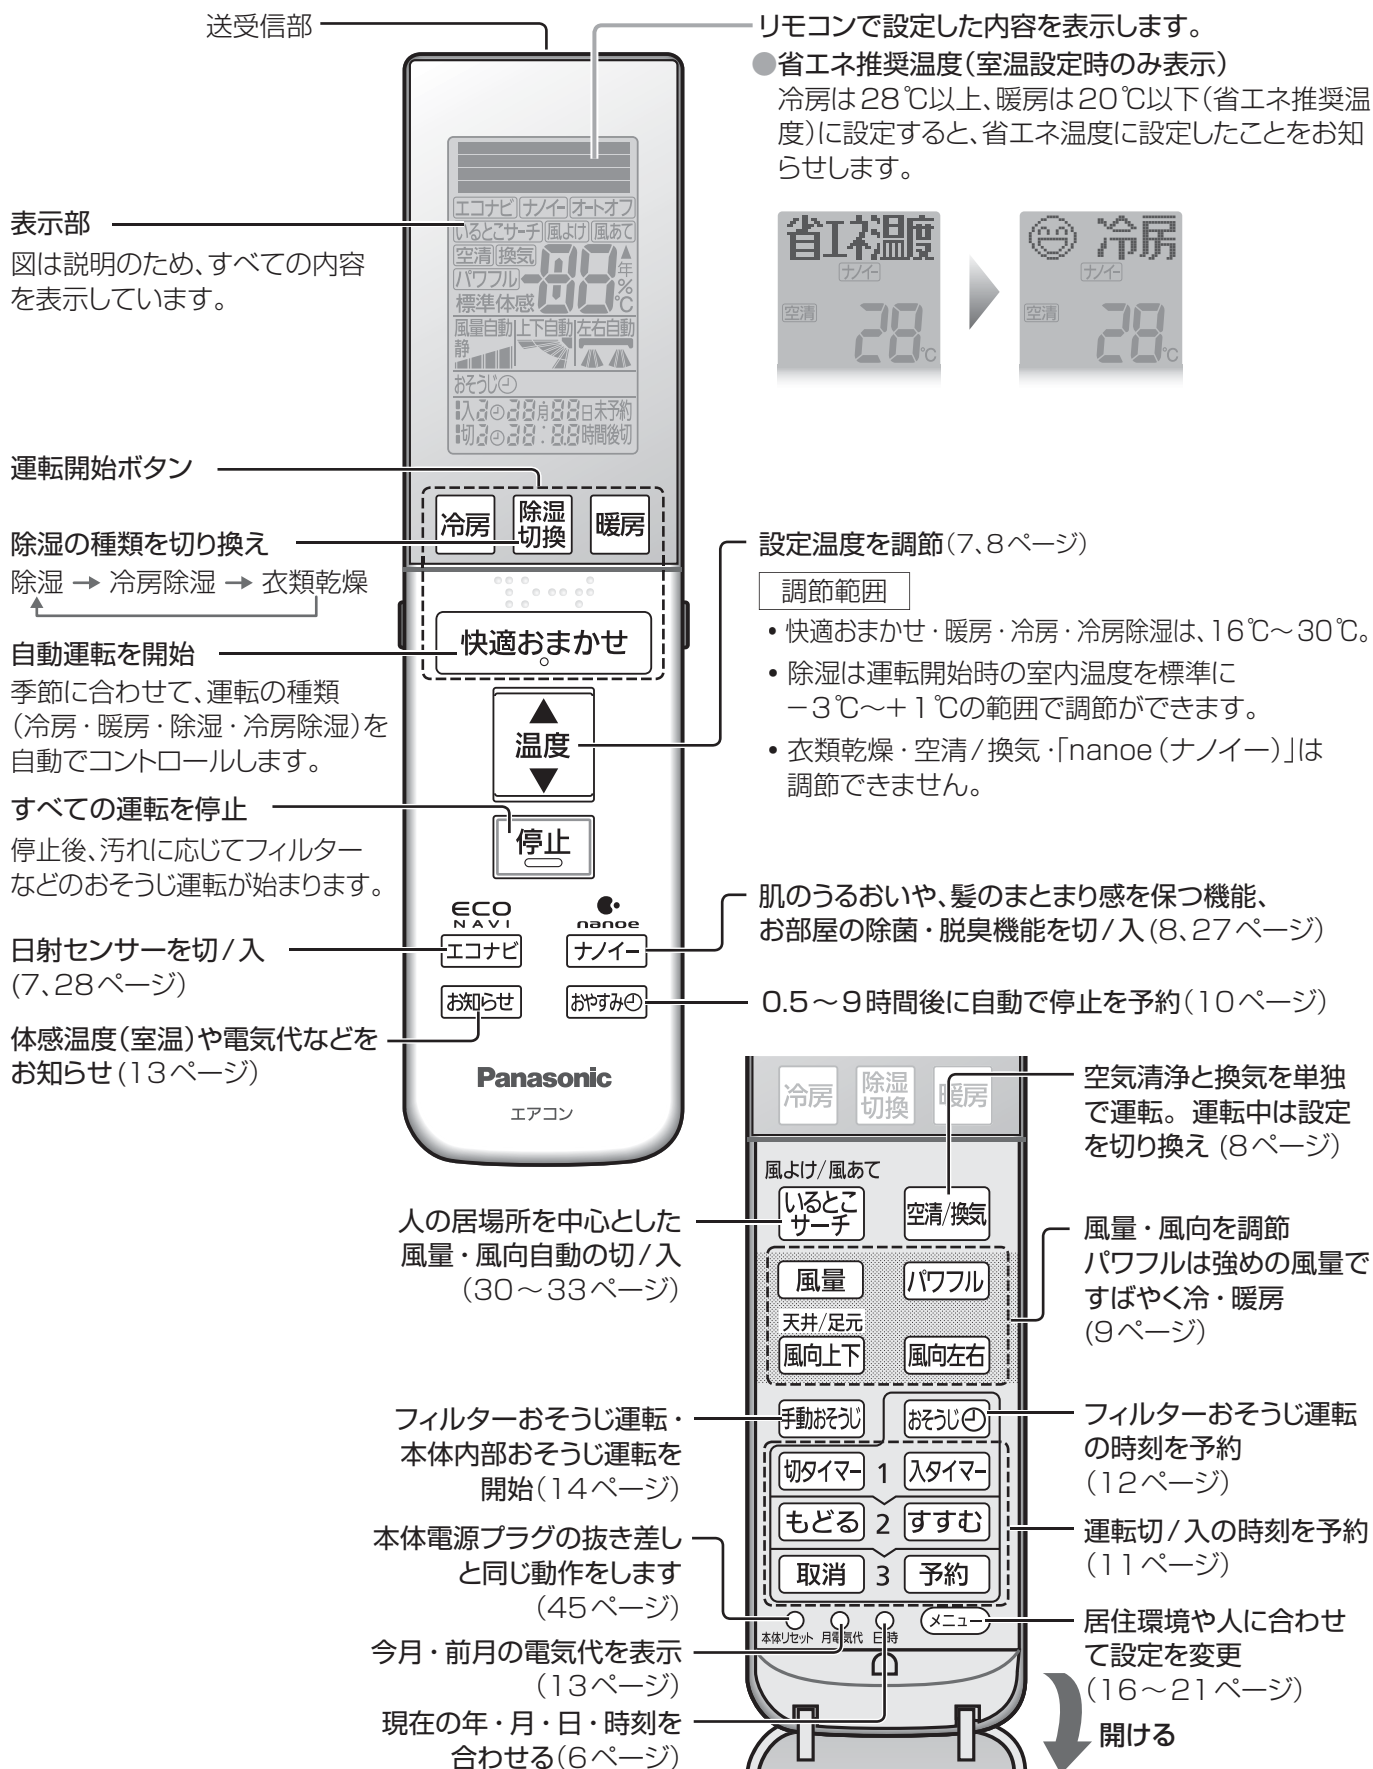 送受信部
リモコンで設定した内容を表示します。
●省エネ推奨温度（室温設定時のみ表示）
冷房は28℃以上、暖房は20℃以下（省エネ推奨温
度）に設定すると、省エネ温度に設定したことをお知
らせします。
省エネ温度
ナノイー
空清
28℃
冷房
ナノイー
空清
28℃
表示部
図は説明のため、すべての内容
を表示しています。
エコナビ ナノイー オートオフ
いるとこサーチ 風よけ 風あて
空清 換気
パワフル
標準体感
88
年
%
℃
風量自動 上下自動 左右自動
静
おそうじ
入 28月88日未予約
切 28:8.8時間後切
運転開始ボタン
冷房
除湿
切換
暖房
除湿の種類を切り換え
除湿 → 冷房除湿 → 衣類乾燥
快適おまかせ
自動運転を開始
季節に合わせて、運転の種類
（冷房・暖房・除湿・冷房除湿）を
自動でコントロールします。
▲
温度
▼
設定温度を調節（7、8ページ）
調節範囲
• 快適おまかせ・暖房・冷房・冷房除湿は、16℃～30℃。
• 除湿は運転開始時の室内温度を標準に
－3℃～＋1℃の範囲で調節ができます。
• 衣類乾燥・空清/換気・「nanoe（ナノイー）」は
調節できません。
すべての運転を停止
停止後、汚れに応じてフィルター
などのおそうじ運転が始まります。
停止
ECO
NAVI
nanoe
エコナビ
ナノイー
肌のうるおいや、髪のまとまり感を保つ機能、
お部屋の除菌・脱臭機能を切/入（8、27ページ）
日射センサーを切/入
（7、28ページ）
お知らせ
おやすみ
0.5～9時間後に自動で停止を予約（10ページ）
体感温度（室温）や電気代などを
お知らせ（13ページ）
Panasonic
エアコン
冷房
除湿
切換
暖房
空気清浄と換気を単独
で運転。運転中は設定
を切り換え（8ページ）
風よけ/風あて
いるとこ
サーチ
空清/換気
人の居場所を中心とした
風量・風向自動の切/入
（30～33ページ）
風量
パワフル
天井/足元
風向上下
風向左右
風量・風向を調節
パワフルは強めの風量で
すばやく冷・暖房
（9ページ）
手動おそうじ
おそうじ
フィルターおそうじ運転・
本体内部おそうじ運転を
開始（14ページ）
フィルターおそうじ運転
の時刻を予約
（12ページ）
切タイマー 1 入タイマー
もどる 2 すすむ
取消 3 予約
運転切/入の時刻を予約
（11ページ）
本体電源プラグの抜き差し
と同じ動作をします
（45ページ）
本体リセット 月電気代 日時
メニュー
居住環境や人に合わせ
て設定を変更
（16～21ページ）
今月・前月の電気代を表示
（13ページ）
現在の年・月・日・時刻を
合わせる（6ページ）
開ける